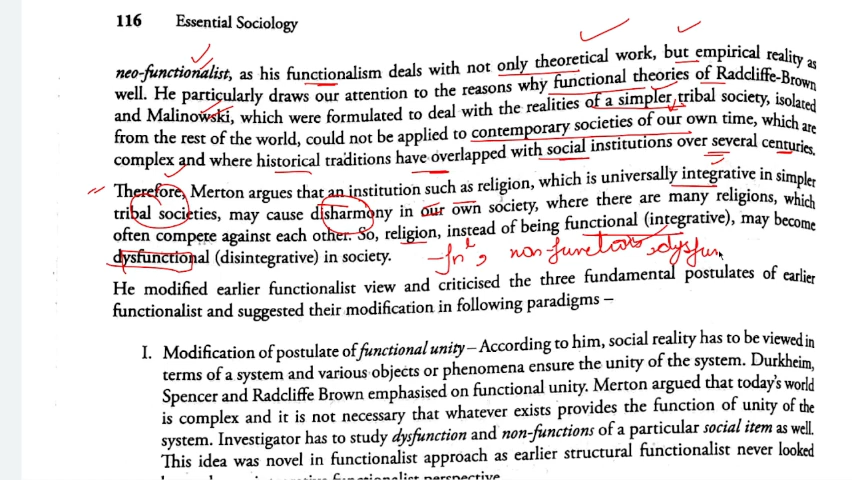 116 Essential Sociology
neo-functionalist, as his functionalism deals with not only theoretical work, but empirical reality as
well. He particularly draws our attention to the reasons why functional theories of Radcliffe-Brown
and Malinowski, which were formulated to deal with the realities of a simpler, tribal society, isolated
from the rest of the world, could not be applied to contemporary societies of our own time, which are
complex and where historical traditions have overlapped with social institutions over several centuries.
Therefore, Merton argues that an institution such as religion, which is universally integrative in simpler
tribal societies, may cause disharmony in our own society, where there are many religions, which
often compete against each other. So, religion, instead of being functional (integrative), may become
dysfunctional (disintegrative) in society.
non-function, dysfun
He modified earlier functionalist view and criticised the three fundamental postulates of earlier
functionalist and suggested their modification in following paradigms –
I. Modification of postulate of functional unity – According to him, social reality has to be viewed in
terms of a system and various objects or phenomena ensure the unity of the system. Durkheim,
Spencer and Radcliffe Brown emphasised on functional unity. Merton argued that today's world
is complex and it is not necessary that whatever exists provides the function of unity of the
system. Investigator has to study dysfunction and non-functions of a particular social item as well.
This idea was novel in functionalist approach as earlier structural functionalist never looked
functionalist perspective